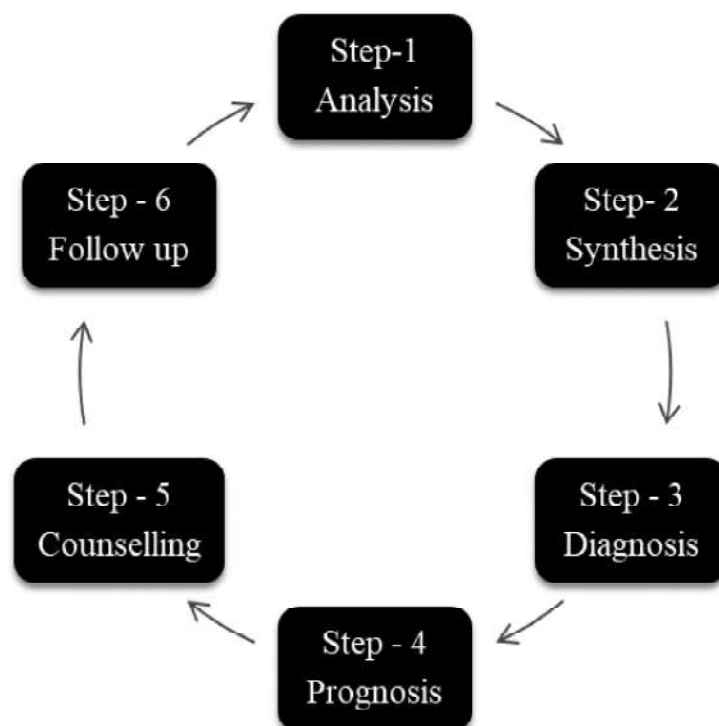 Step-1
Analysis
Step- 2
Synthesis
Step - 3
Diagnosis
Step - 4
Prognosis
Step - 5
Counselling
Step - 6
Follow up